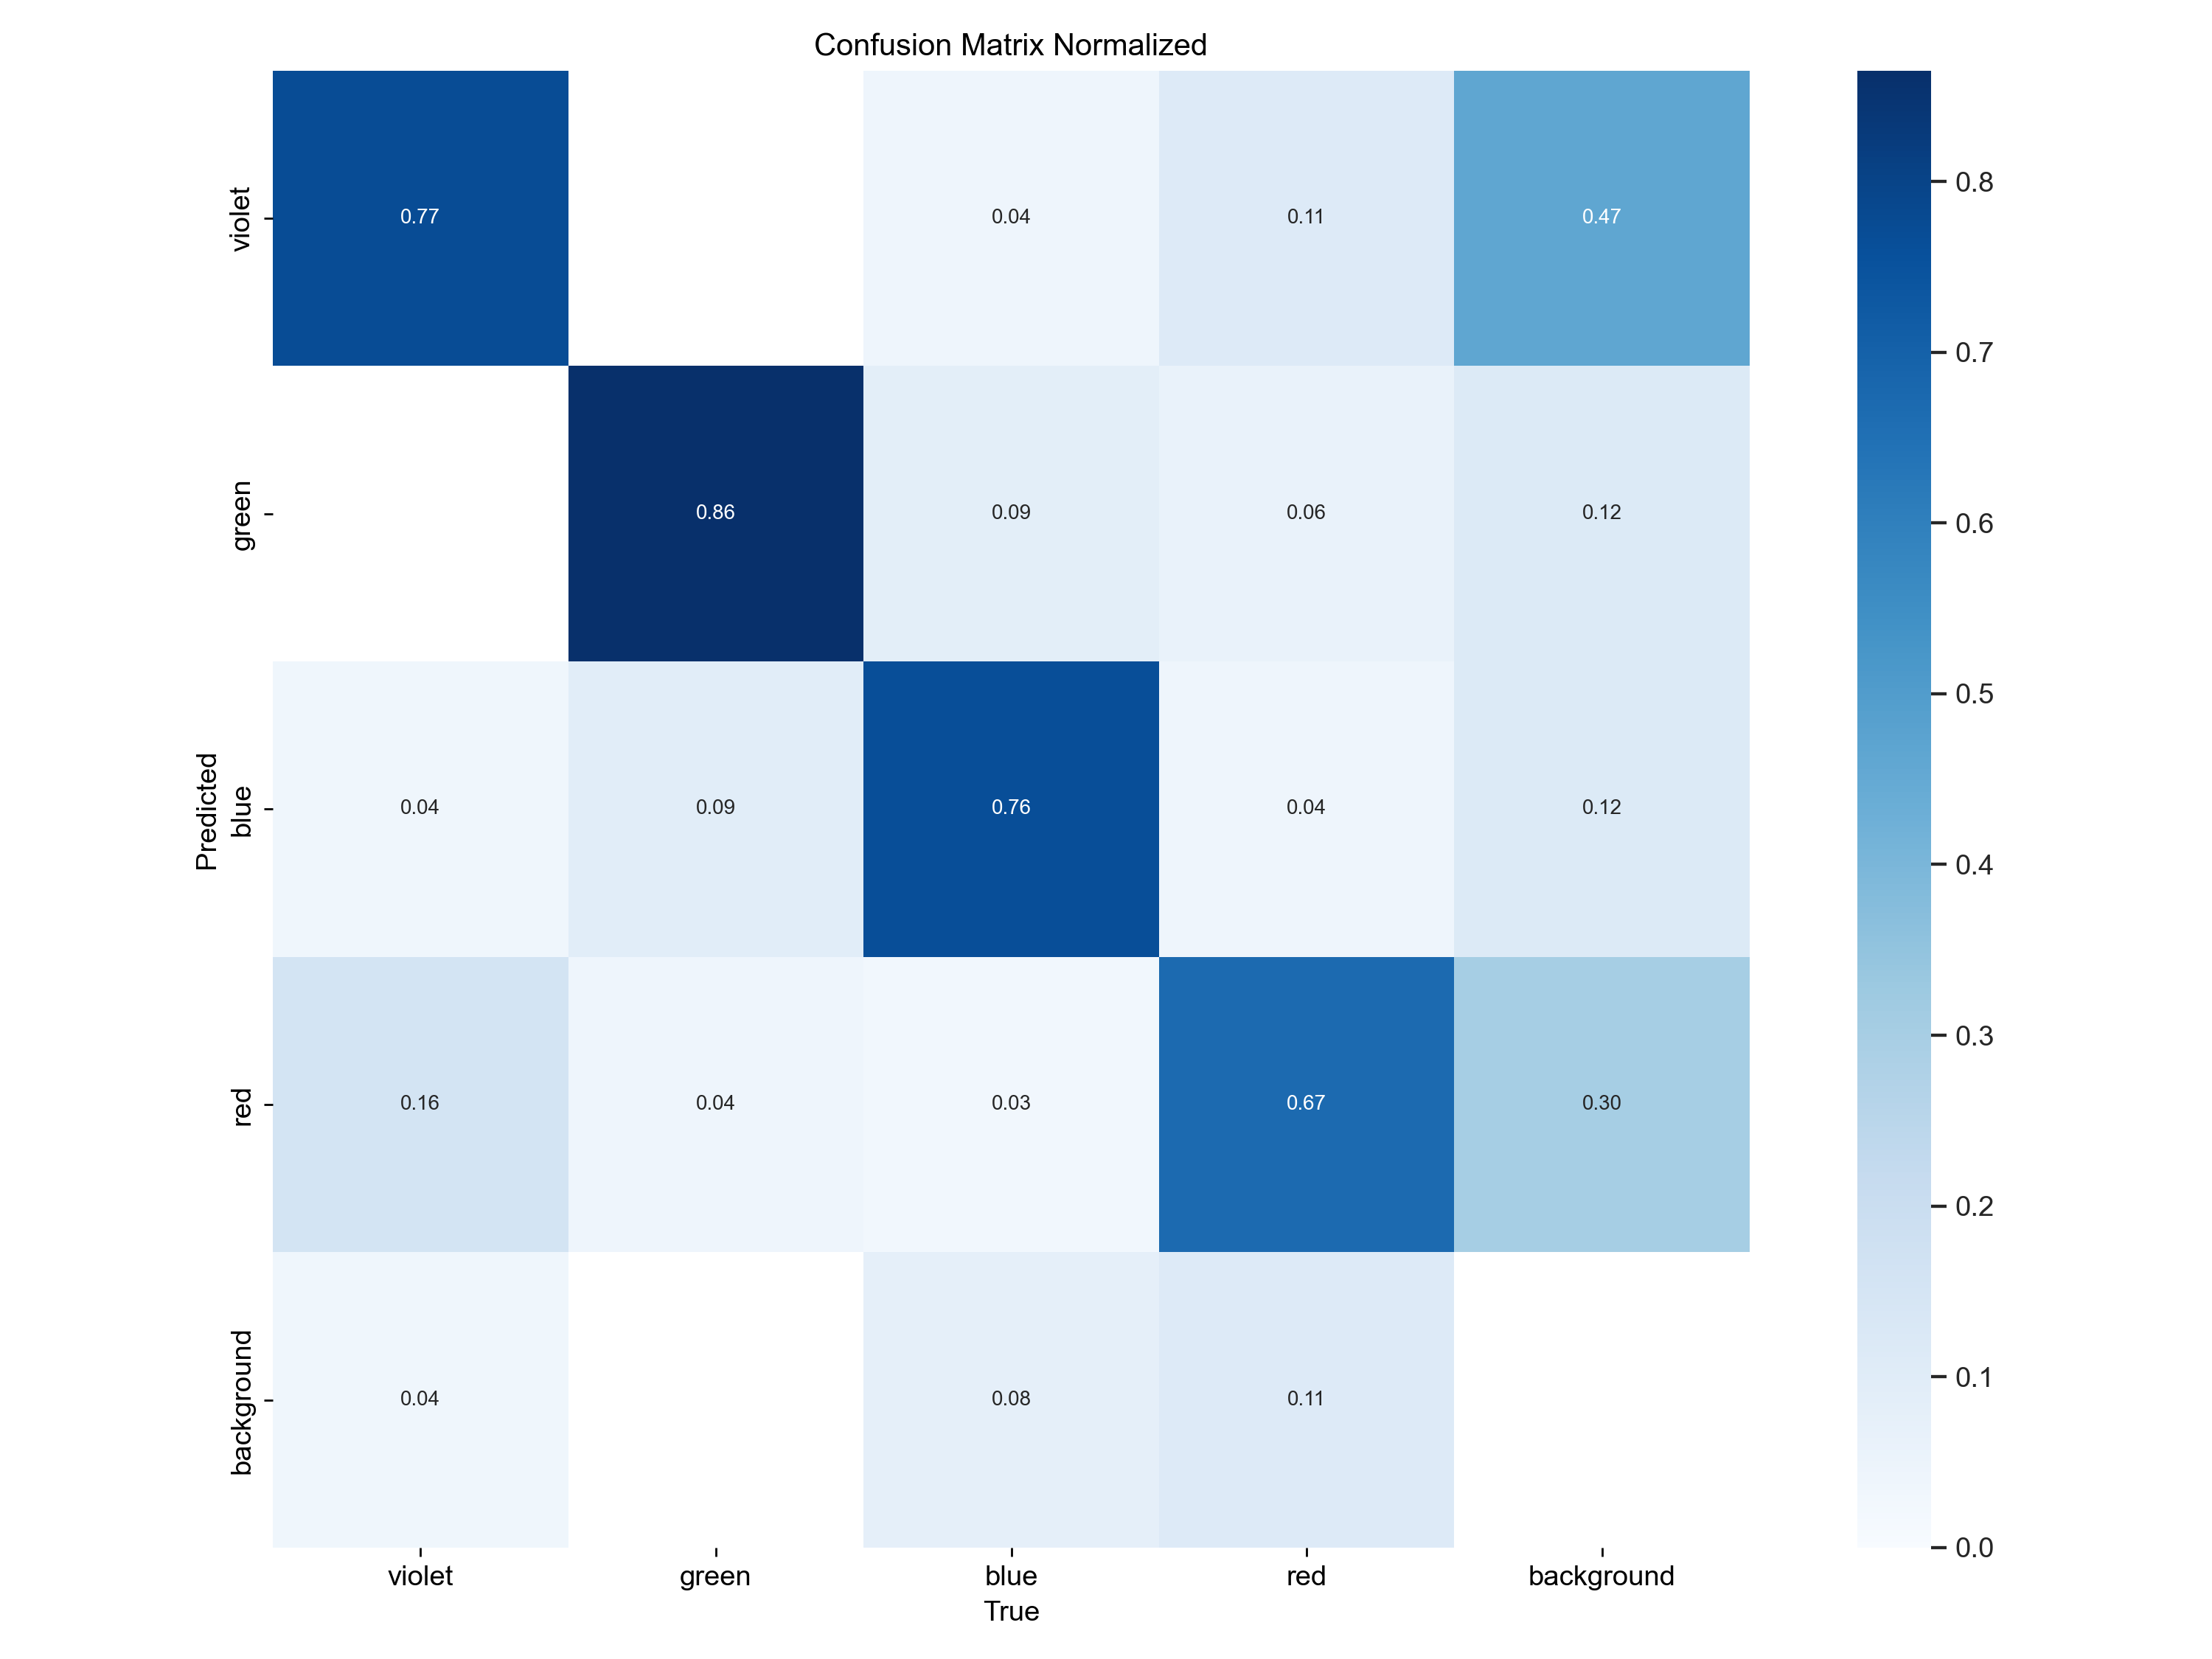 Confusion Matrix Normalized
violet 0.77 0.04 0.11 0.47
green 0.86 0.09 0.06 0.12
Predicted
blue 0.04 0.09 0.76 0.04 0.12
red 0.16 0.04 0.03 0.67 0.30
background 0.04 0.08 0.11
violet green blue red background
True
0.8
0.7
0.6
0.5
0.4
0.3
0.2
0.1
0.0